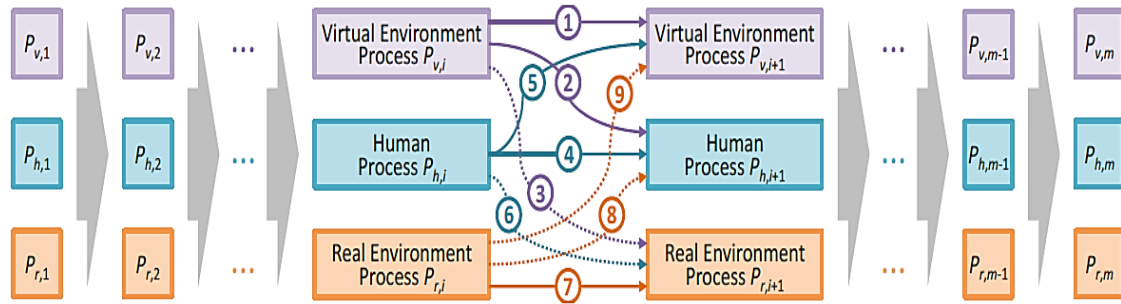 P_v,1
P_v,2
...
Virtual Environment
Process P_v,i
1
Virtual Environment
Process P_v,i+1
...
P_v,m-1
P_v,m
5
2
9
P_h,1
P_h,2
...
Human
Process P_h,i
4
Human
Process P_h,i+1
...
P_h,m-1
P_h,m
3
6
8
P_r,1
P_r,2
...
Real Environment
Process P_r,i
7
Real Environment
Process P_r,i+1
...
P_r,m-1
P_r,m